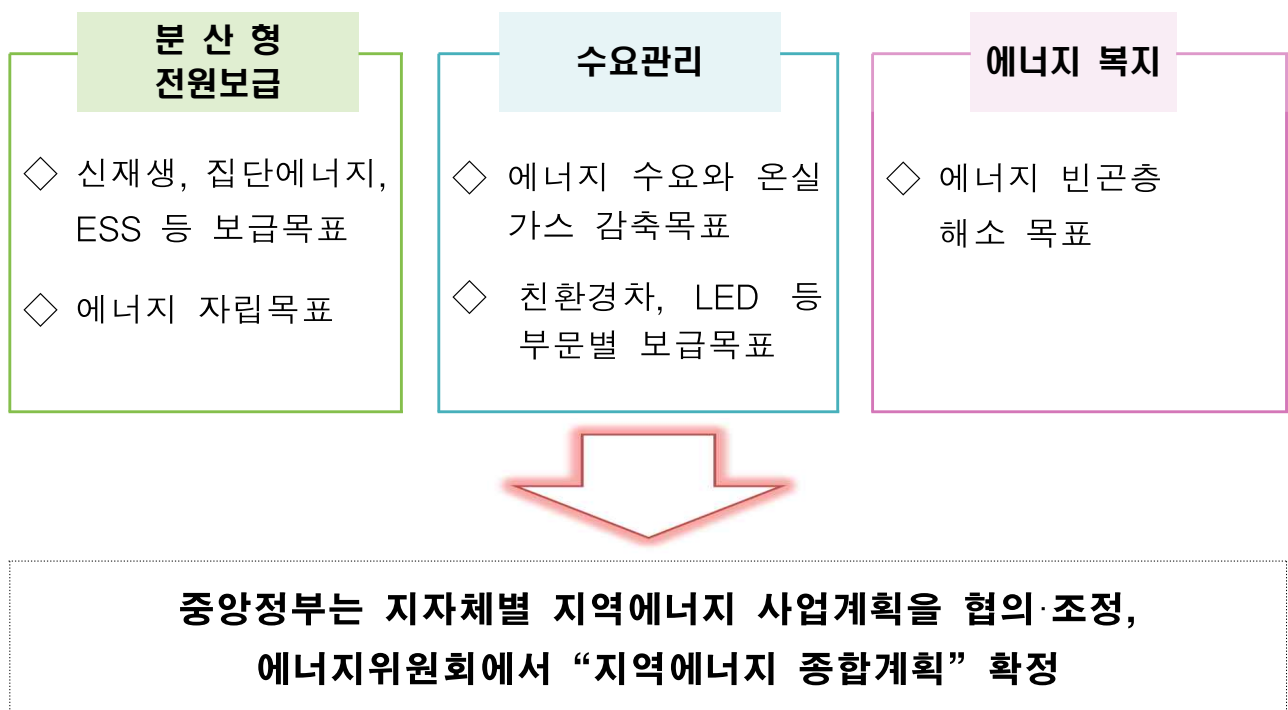 분 산 형
전원보급
◇ 신재생, 집단에너지,
ESS 등 보급목표
◇ 에너지 자립목표
수요관리
◇ 에너지 수요와 온실
가스 감축목표
◇ 친환경차, LED 등
부문별 보급목표
에너지 복지
◇ 에너지 빈곤층
해소 목표
중앙정부는 지자체별 지역에너지 사업계획을 협의·조정,
에너지위원회에서 “지역에너지 종합계획” 확정